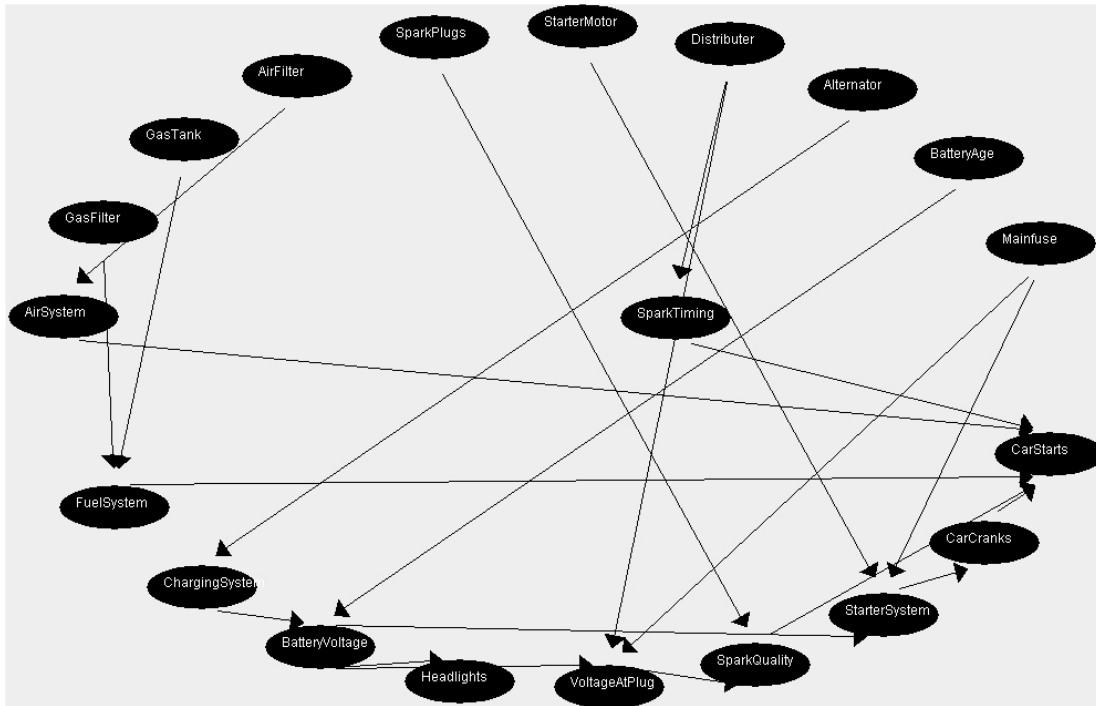 StarterMotor
SparkPlugs
Distributer
AirFilter
Alternator
GasTank
BatteryAge
GasFilter
Mainfuse
AirSystem
SparkTiming
CarStarts
FuelSystem
CarCranks
ChargingSystem
StarterSystem
BatteryVoltage
SparkQuality
Headlights
VoltageAtPlug